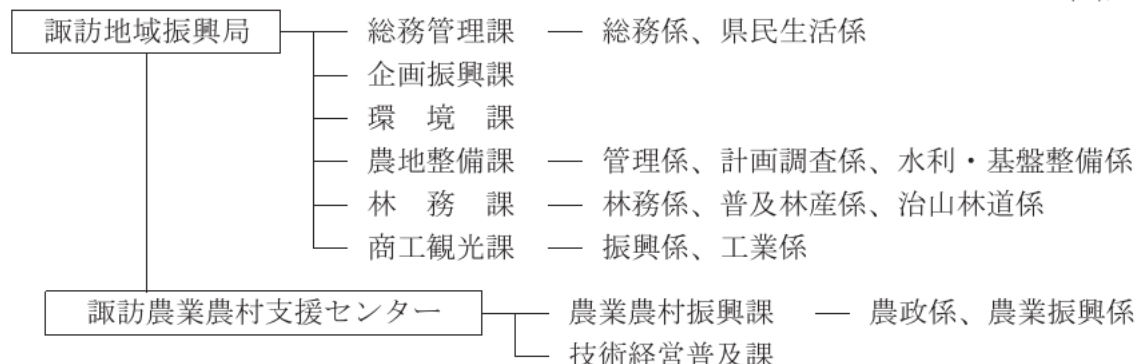 諏訪地域振興局 総務管理課 総務係、県民生活係
企画振興課
環境課
農地整備課 管理係、計画調査係、水利・基盤整備係
林務課 林務係、普及林産係、治山林道係
商工観光課 振興係、工業係
諏訪農業農村支援センター 農業農村振興課 農政係、農業振興係
技術経営普及課